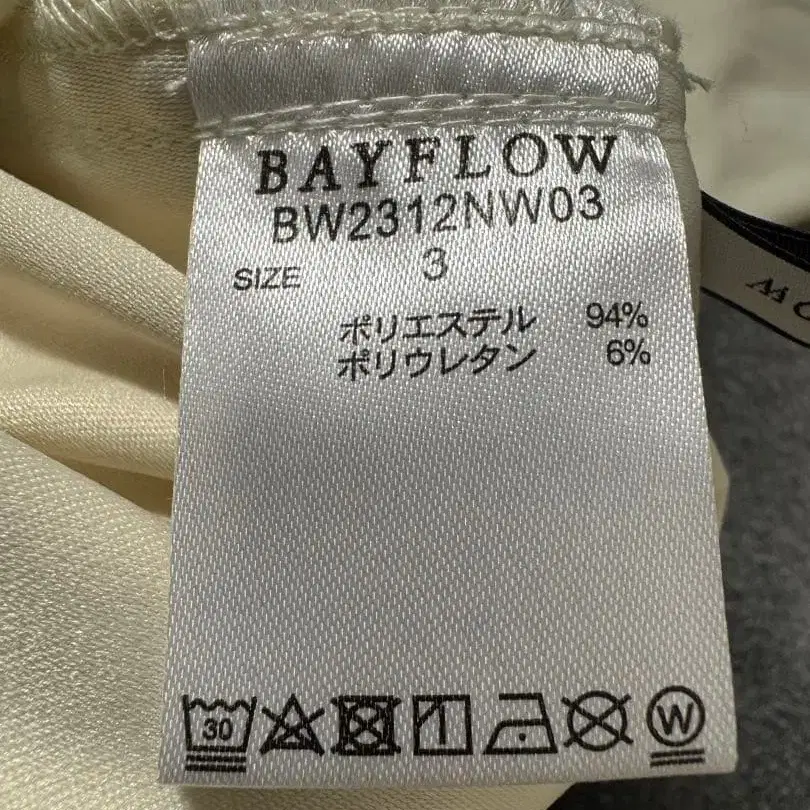 BAYFLOW
BW2312NW03
SIZE 3
ポリエステル 94%
ポリウレタン 6%
30
W